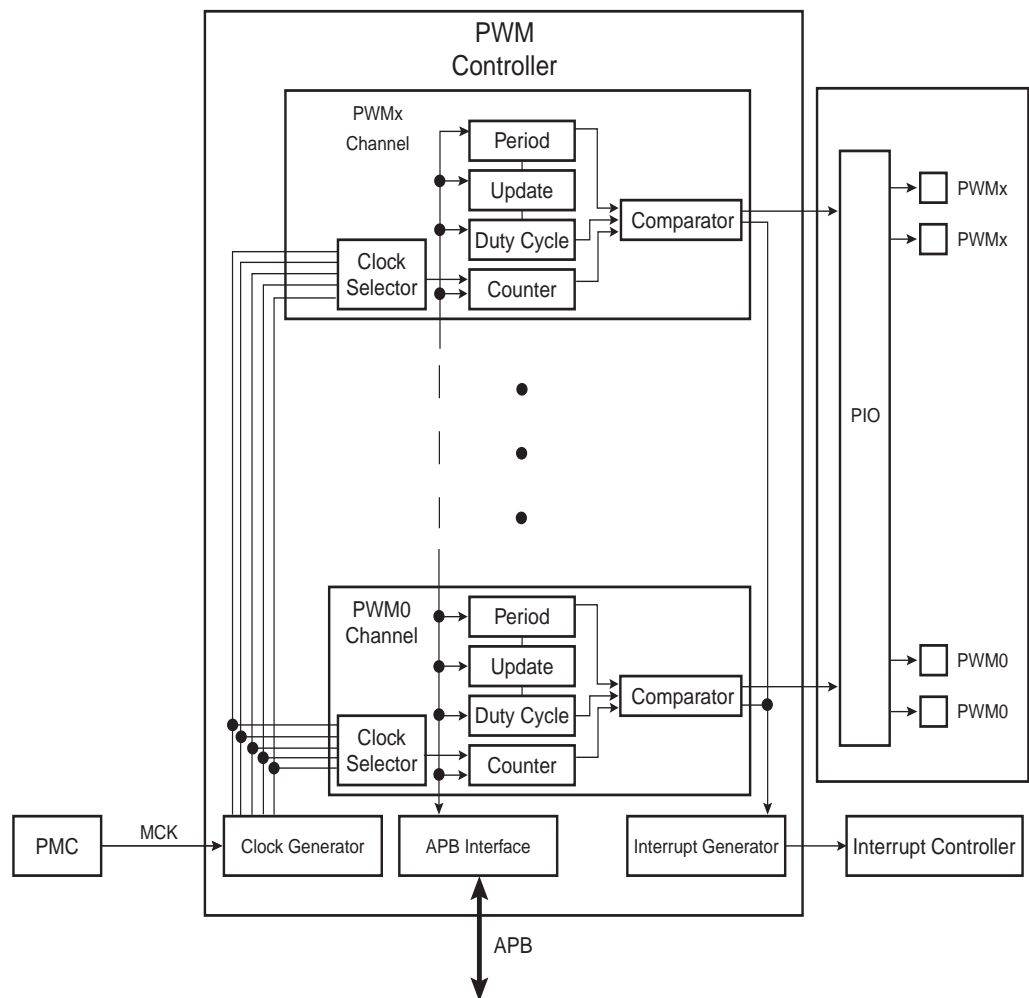 PWM
Controller
PWMx
Channel
Period
Update
Duty Cycle
Comparator
Clock
Selector
Counter
PWMx
PWMx
PIO
PWM0
Channel
Period
Update
Duty Cycle
Comparator
Clock
Selector
Counter
PWM0
PWM0
PMC
MCK
Clock Generator
APB Interface
Interrupt Generator
Interrupt Controller
APB